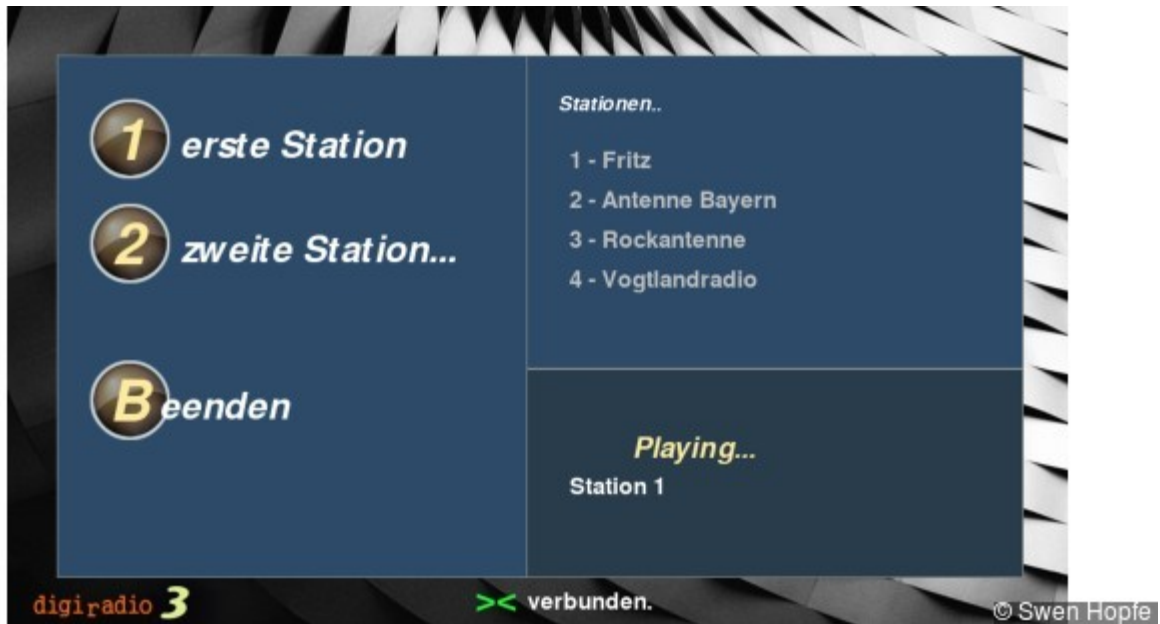 1 erste Station
2 zweite Station...
Beenden
Stationen..
1 - Fritz
2 - Antenne Bayern
3 - Rockantenne
4 - Vogtlandradio
Playing...
Station 1
digiradio 3
>< verbunden.
© Swen Hopfe